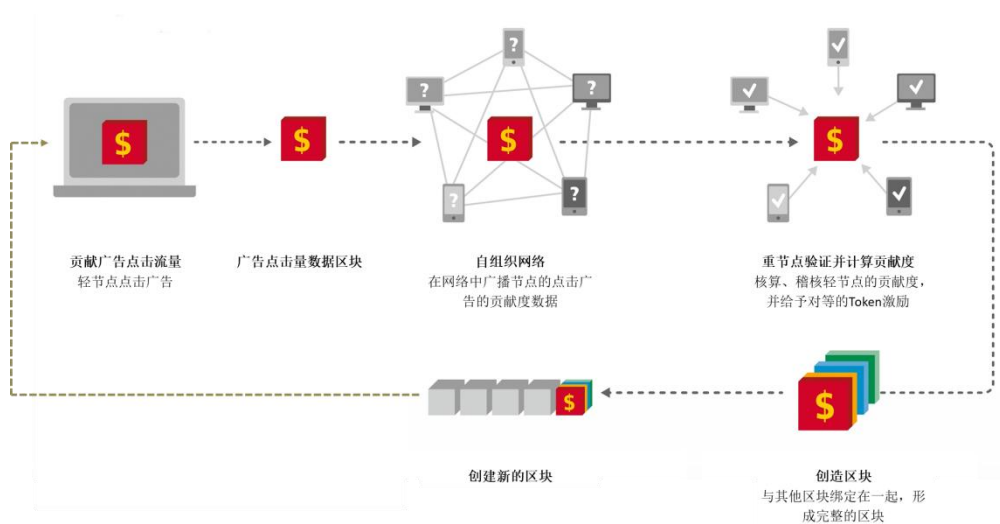 $
$
?
?
?
$
?
?
✓
✓
✓
$
✓
✓
贡献广告点击流量
轻节点点击广告
广告点击量数据区块
自组织网络
在网络中广播节点的点击广
告的贡献度数据
重节点验证并计算贡献度
核算、稽核轻节点的贡献度，
并给予对等的Token激励
$
$
创建新的区块
创造区块
与其他区块绑定在一起，形
成完整的区块